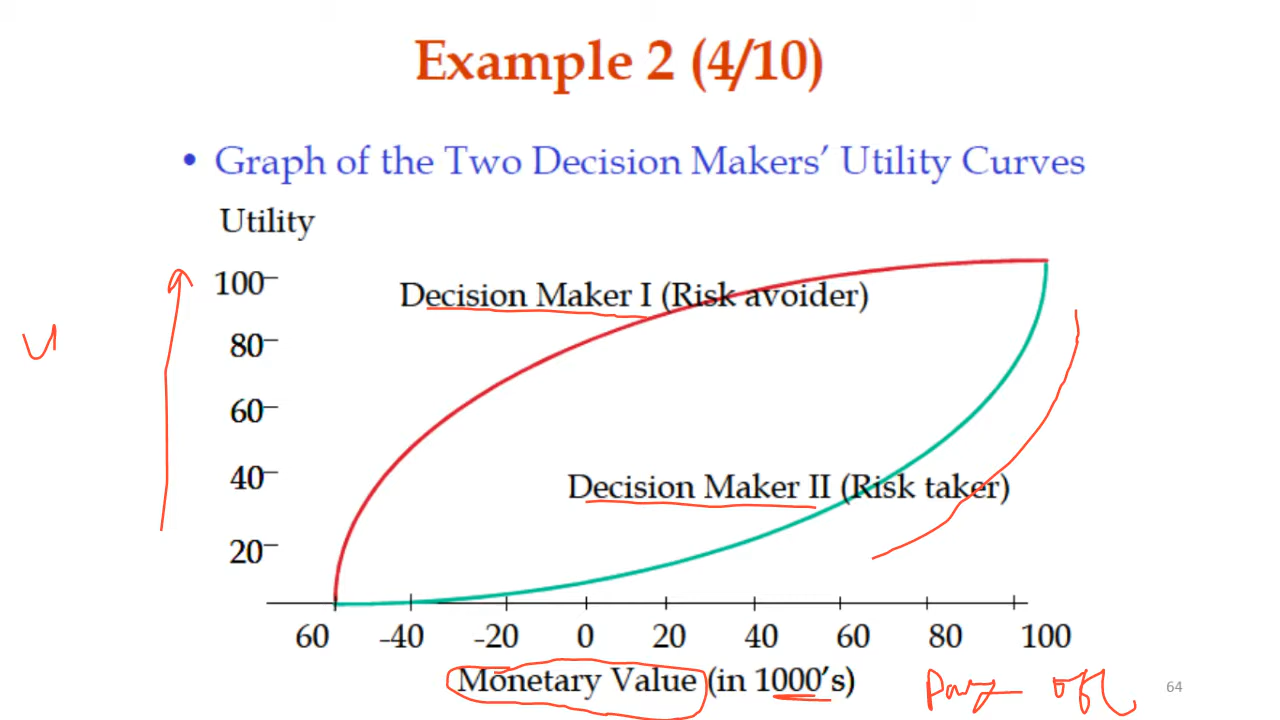 Example 2 (4/10)
• Graph of the Two Decision Makers' Utility Curves
Utility
100
Decision Maker I (Risk avoider)
80
U
60
40
Decision Maker II (Risk taker)
20
60 -40 -20 0 20 40 60 80 100
Monetary Value (in 1000's)
Pay off
64